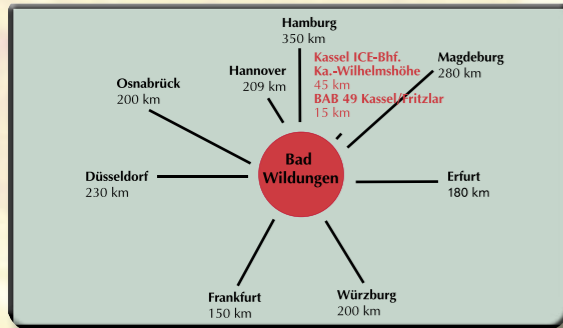 Hamburg
350 km
Kassel ICE-Bhf.
Ka.-Wilhelmshöhe
45 km
BAB 49 Kassel/Fritzlar
15 km
Magdeburg
280 km
Hannover
209 km
Osnabrück
200 km
Bad
Wildungen
Düsseldorf
230 km
Erfurt
180 km
Frankfurt
150 km
Würzburg
200 km